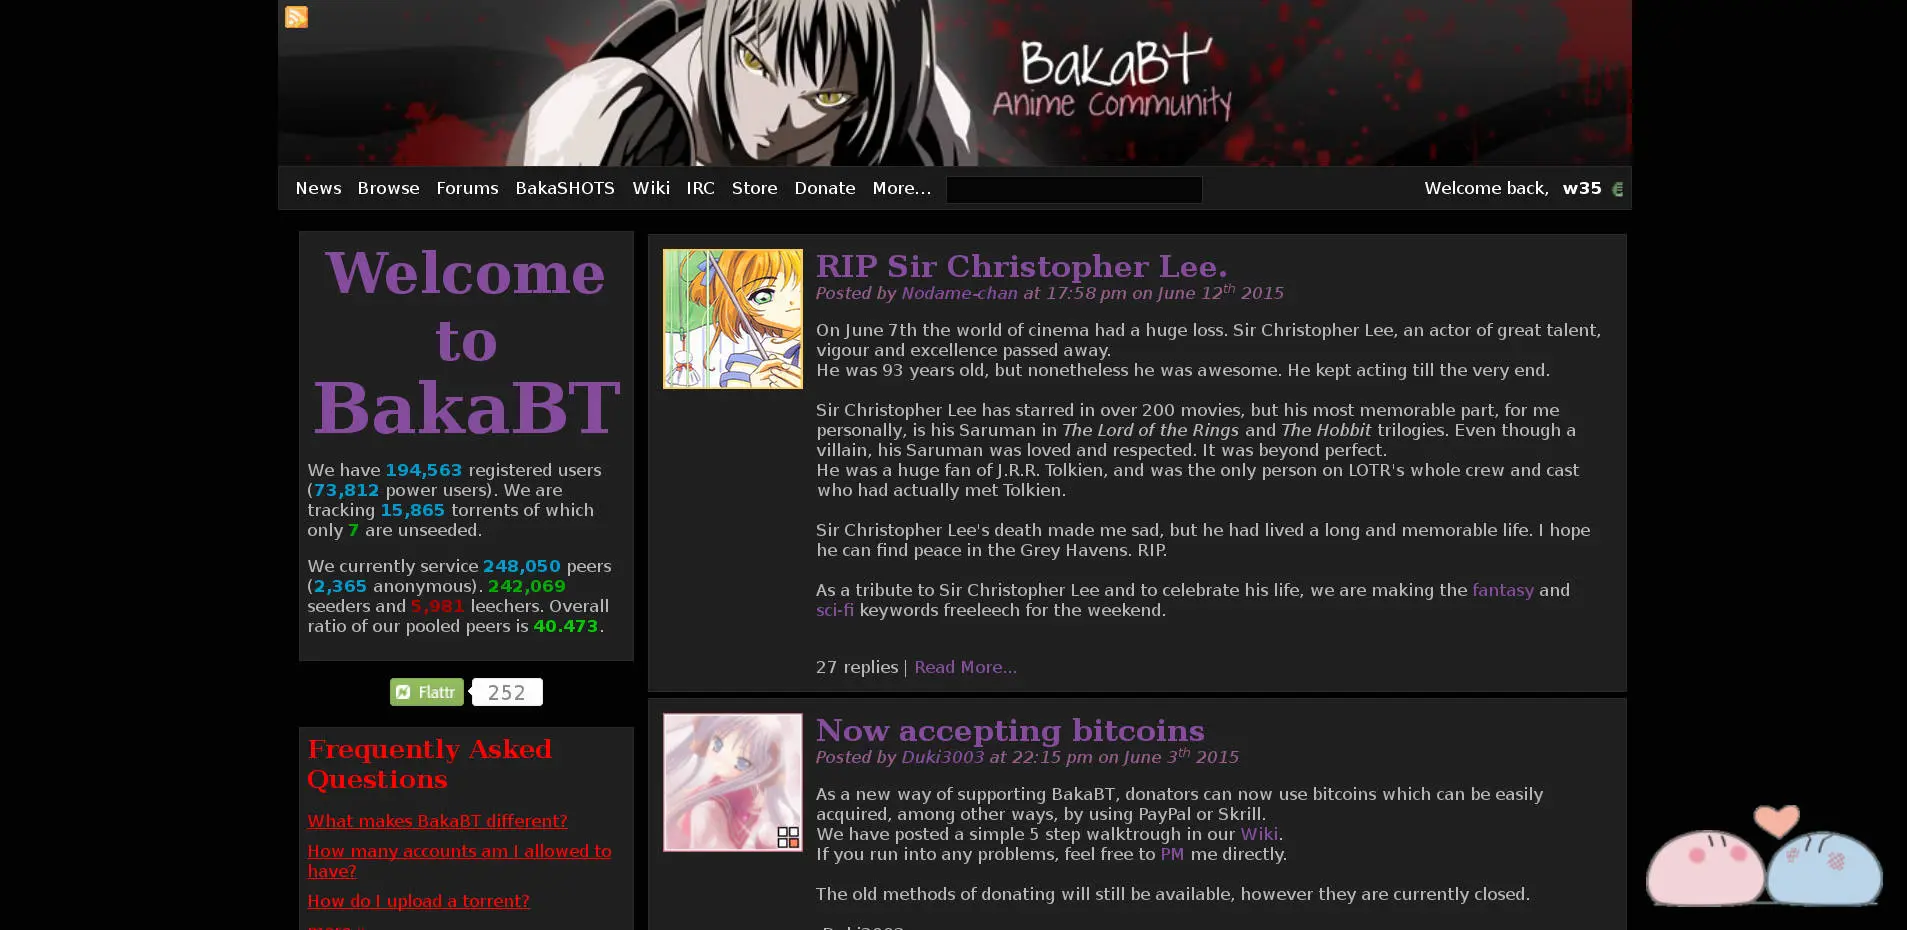 BakaBT
Anime Community
News Browse Forums BakaSHOTS Wiki IRC Store Donate More... Welcome back, w35 €
Welcome
to
BakaBT
We have 194,563 registered users
(73,812 power users). We are
tracking 15,865 torrents of which
only 7 are unseeded.
We currently service 248,050 peers
(2,365 anonymous). 242,069
seeders and 5,981 leechers. Overall
ratio of our pooled peers is 40.473.
Flattr 252
Frequently Asked
Questions
What makes BakaBT different?
How many accounts am I allowed to
have?
How do I upload a torrent?
RIP Sir Christopher Lee.
Posted by Nodame-chan at 17:58 pm on June 12th 2015
On June 7th the world of cinema had a huge loss. Sir Christopher Lee, an actor of great talent,
vigour and excellence passed away.
He was 93 years old, but nonetheless he was awesome. He kept acting till the very end.
Sir Christopher Lee has starred in over 200 movies, but his most memorable part, for me
personally, is his Saruman in The Lord of the Rings and The Hobbit trilogies. Even though a
villain, his Saruman was loved and respected. It was beyond perfect.
He was a huge fan of J.R.R. Tolkien, and was the only person on LOTR's whole crew and cast
who had actually met Tolkien.
Sir Christopher Lee's death made me sad, but he had lived a long and memorable life. I hope
he can find peace in the Grey Havens. RIP.
As a tribute to Sir Christopher Lee and to celebrate his life, we are making the fantasy and
sci-fi keywords freeleech for the weekend.
27 replies | Read More...
Now accepting bitcoins
Posted by Duki3003 at 22:15 pm on June 3th 2015
As a new way of supporting BakaBT, donators can now use bitcoins which can be easily
acquired, among other ways, by using PayPal or Skrill.
We have posted a simple 5 step walktrough in our Wiki.
If you run into any problems, feel free to PM me directly.
The old methods of donating will still be available, however they are currently closed.